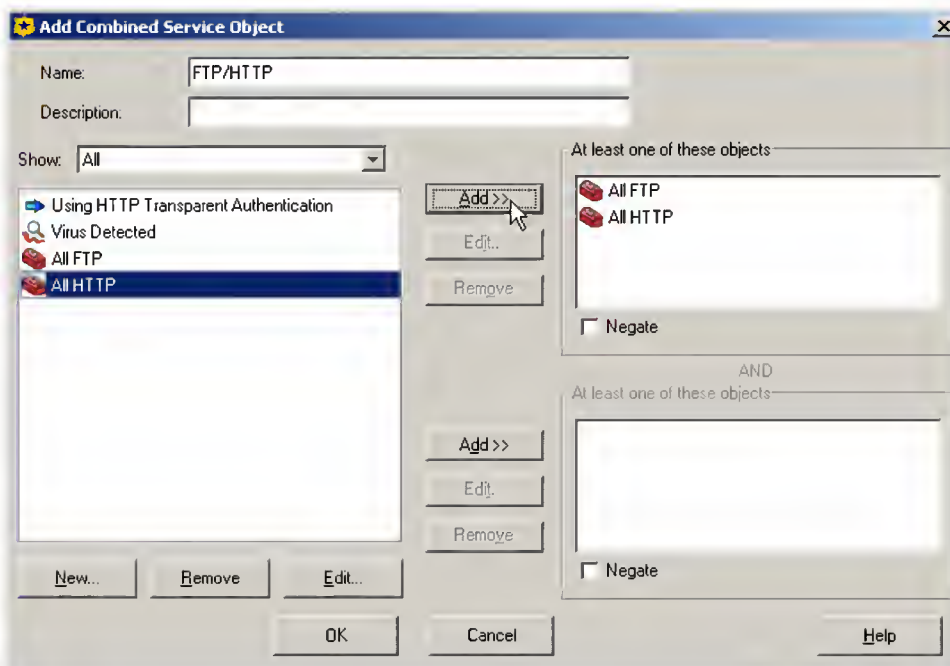 Add Combined Service Object
Name: FTP/HTTP
Description:
Show: All
Using HTTP Transparent Authentication
Virus Detected
All FTP
All HTTP
New...
Remove
Edit...
Add >>
Edit..
Remove
Add >>
Edit.
Remove
At least one of these objects
All FTP
All HTTP
Negate
AND
At least one of these objects
Negate
OK
Cancel
Help